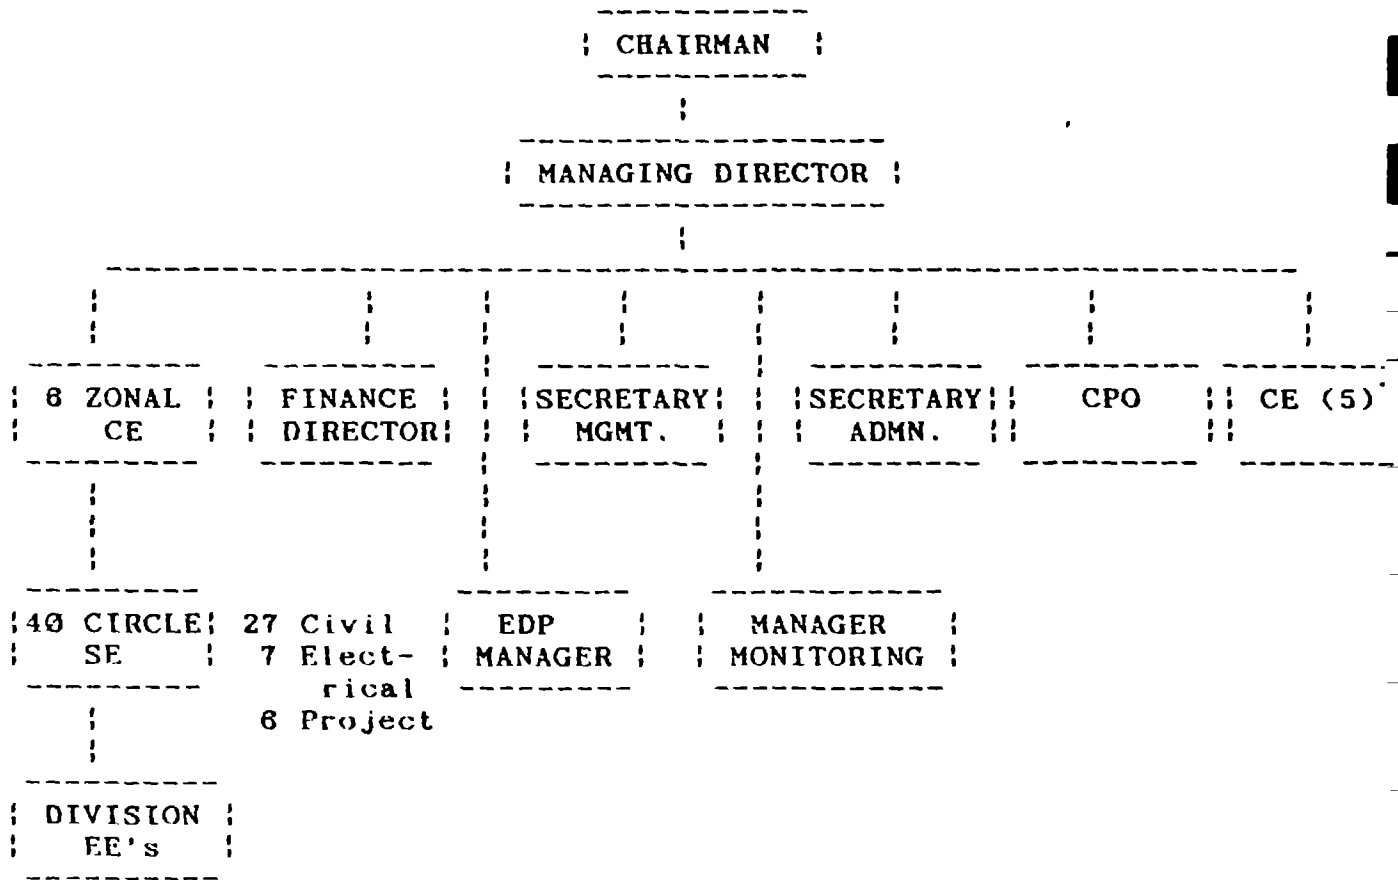 CHAIRMAN
MANAGING DIRECTOR
6 ZONAL FINANCE SECRETARY SECRETARY CPO CE (5)
CE DIRECTOR MGMT. ADMN.
40 CIRCLE 27 Civil EDP MANAGER
SE 7 Elect- MANAGER MONITORING
rical
6 Project
DIVISION
EE's